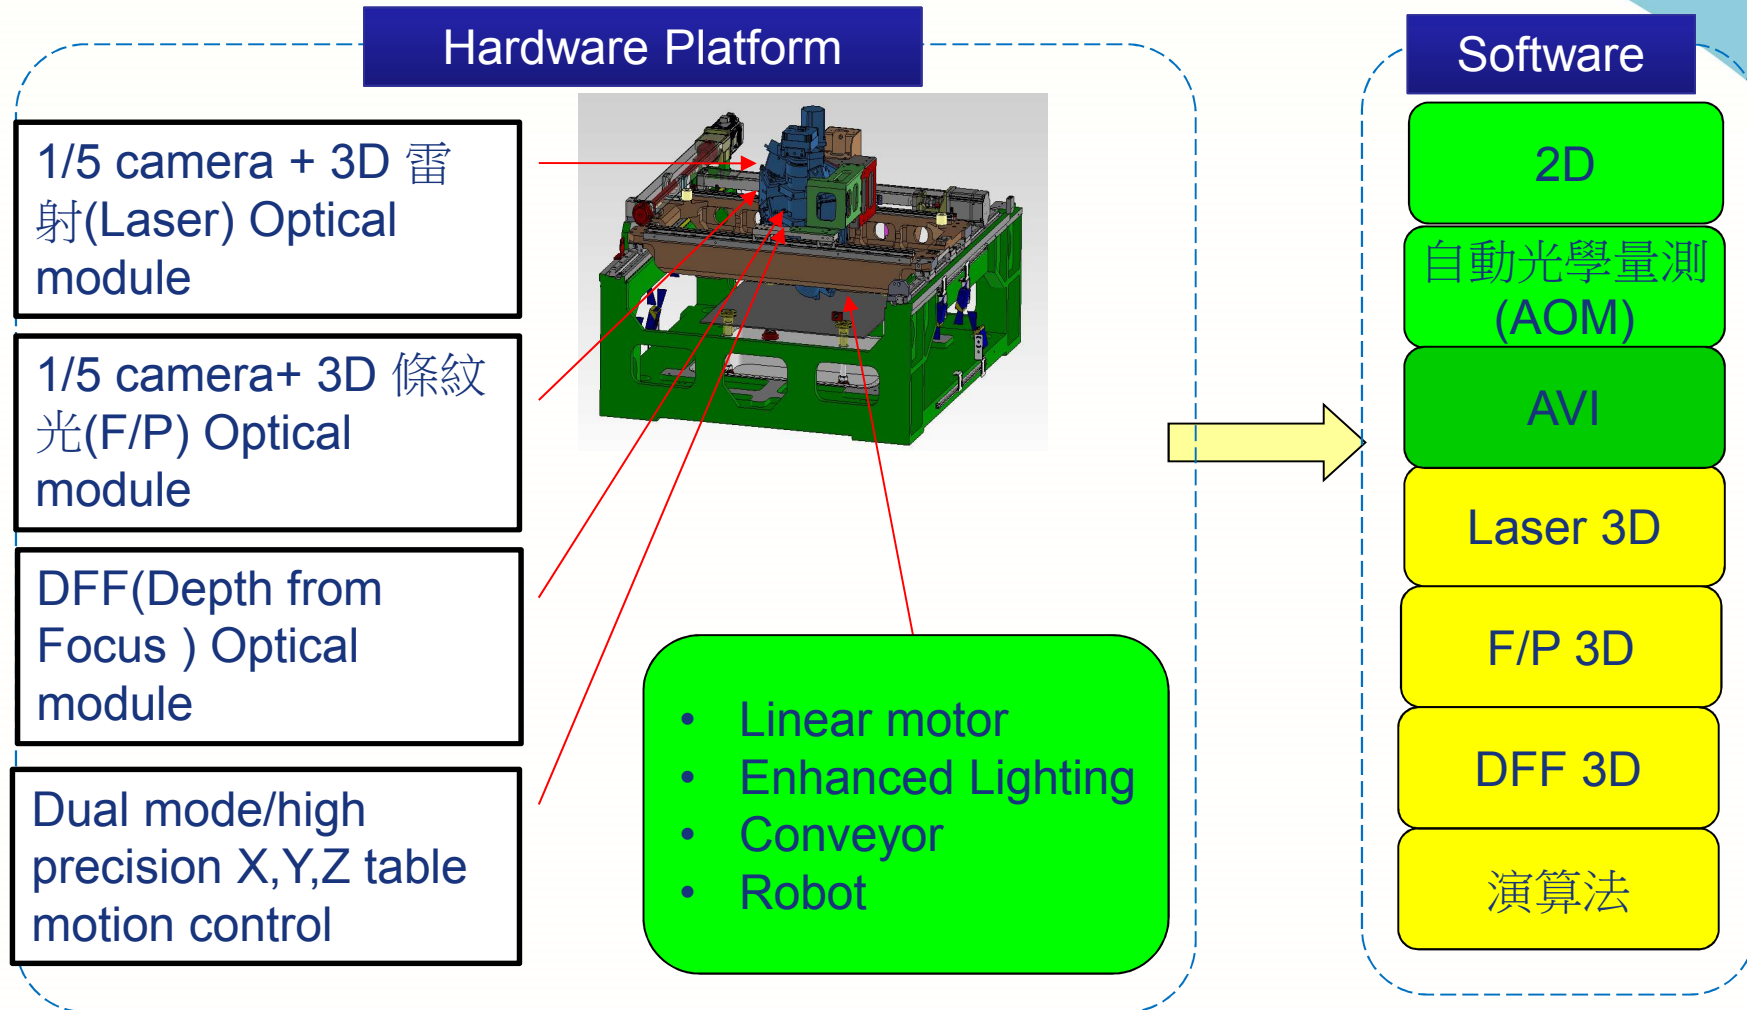 Hardware Platform
1/5 camera + 3D 雷
射(Laser) Optical
module
1/5 camera+ 3D 條紋
光(F/P) Optical
module
DFF(Depth from
Focus ) Optical
module
Dual mode/high
precision X,Y,Z table
motion control
• Linear motor
• Enhanced Lighting
• Conveyor
• Robot
Software
2D
自動光學量測
(AOM)
AVI
Laser 3D
F/P 3D
DFF 3D
演算法